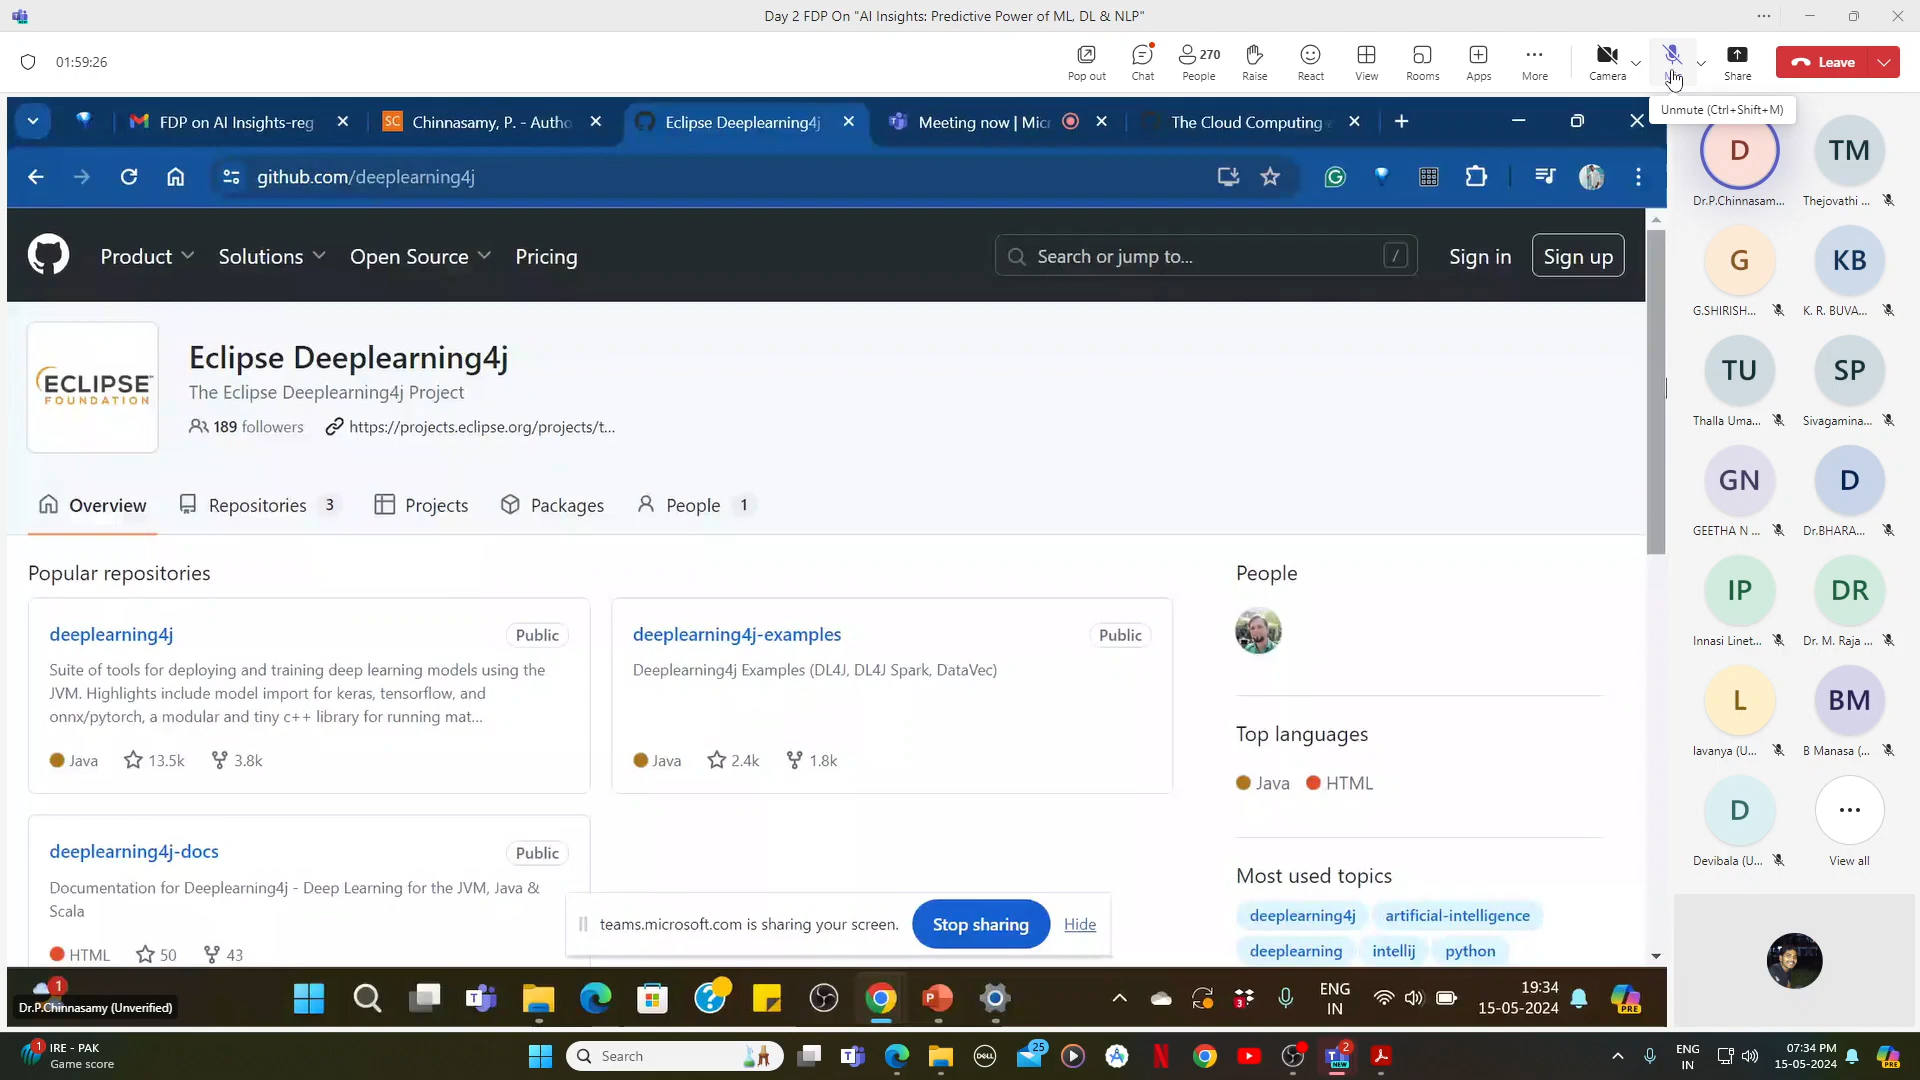 Day 2 FDP On "AI Insights: Predictive Power of ML, DL & NLP"
01:59:26
Pop out
Chat
270
People
Raise
React
View
Rooms
Apps
More
Camera
Share
Leave
Unmute (Ctrl+Shift+M)
FDP on AI Insights-reg
SC Chinnasamy, P. - Autho
Eclipse Deeplearning4j
Meeting now | Micr
The Cloud Computing
github.com/deeplearning4j
Product
Solutions
Open Source
Pricing
Search or jump to...
/
Sign in
Sign up
ECLIPSE
FOUNDATION
Eclipse Deeplearning4j
The Eclipse Deeplearning4j Project
189 followers
https://projects.eclipse.org/projects/t...
Overview
Repositories 3
Projects
Packages
People 1
Popular repositories
deeplearning4j
Public
Suite of tools for deploying and training deep learning models using the
JVM. Highlights include model import for keras, tensorflow, and
onnx/pytorch, a modular and tiny c++ library for running mat...
Java 13.5k 3.8k
deeplearning4j-examples
Public
Deeplearning4j Examples (DL4J, DL4J Spark, DataVec)
Java 2.4k 1.8k
deeplearning4j-docs
Public
Documentation for Deeplearning4j - Deep Learning for the JVM, Java &
Scala
HTML 50 43
People
Top languages
Java HTML
Most used topics
deeplearning4j artificial-intelligence
deeplearning intellij python
teams.microsoft.com is sharing your screen.
Stop sharing
Hide
D
Dr.P.Chinnasam...
TM
Thejovathi ...
G
G.SHIRISH...
KB
K. R. BUVA...
TU
Thalla Uma...
SP
Sivagamina...
GN
GEETHA N ...
D
Dr.BHARA...
IP
Innasi Linet...
DR
Dr. M. Raja ...
L
lavanya (U...
BM
B Manasa (...
D
Devibala (U...
View all
1
Dr.P.Chinnasamy (Unverified)
3
ENG
IN
19:34
15-05-2024
PRE
1
IRE - PAK
Game score
Search
DELL
25
N
2
NEW
ENG
IN
07:34 PM
15-05-2024
PRE